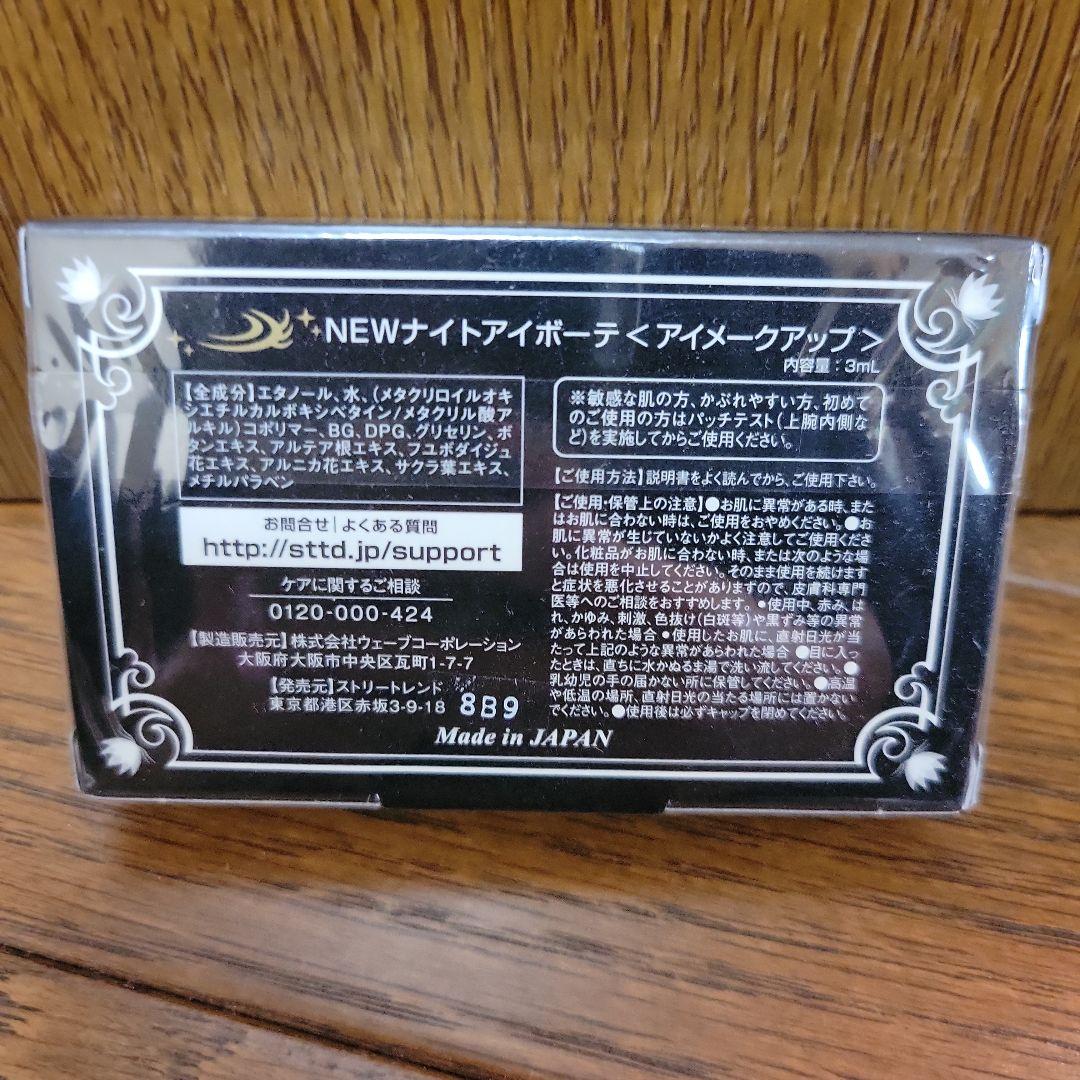 NEWナイトアイボーテ＜アイメークアップ＞
内容量：3mL
【全成分】エタノール、水、(メタクリロイルオキ
シエチルカルボキシベタイン/メタクリル酸ア
ルキル)コポリマー、BG、DPG、グリセリン、ボ
タンエキス、アルテア根エキス、フユボダイジュ
花エキス、アルニカ花エキス、サクラ葉エキス、
メチルパラベン
お問合せ｜よくある質問
http://sttd.jp/support
ケアに関するご相談
0120-000-424
【製造販売元】株式会社ウェーブコーポレーション
大阪府大阪市中央区瓦町1-7-7
【発売元】ストリートレンド
東京都港区赤坂3-9-18
8B9
※敏感な肌の方、かぶれやすい方、初めて
のご使用の方はパッチテスト(上腕内側な
ど)を実施してからご使用ください。
【ご使用方法】説明書をよく読んでから、ご使用下さい。
【ご使用・保管上の注意】●お肌に異常がある時、また
はお肌に合わない時は、ご使用をおやめください。●お
肌に異常が生じていないかよく注意してご使用くださ
い。化粧品がお肌に合わない時、または次のような場
合は使用を中止してください。そのまま使用を続けます
と症状を悪化させることがありますので、皮膚科専門
医等へのご相談をおすすめします。•使用中、赤み、は
れ、かゆみ、刺激、色抜け(白斑等)や黒ずみ等の異常
があらわれた場合•使用したお肌に、直射日光が当
たって上記のような異常があらわれた場合●目に入っ
たときは、直ちに水かぬるま湯で洗い流してください。●
乳幼児の手の届かない所に保管してください。●高温
や低温の場所、直射日光の当たる場所には置かない
でください。●使用後は必ずキャップを閉めてください。
Made in JAPAN